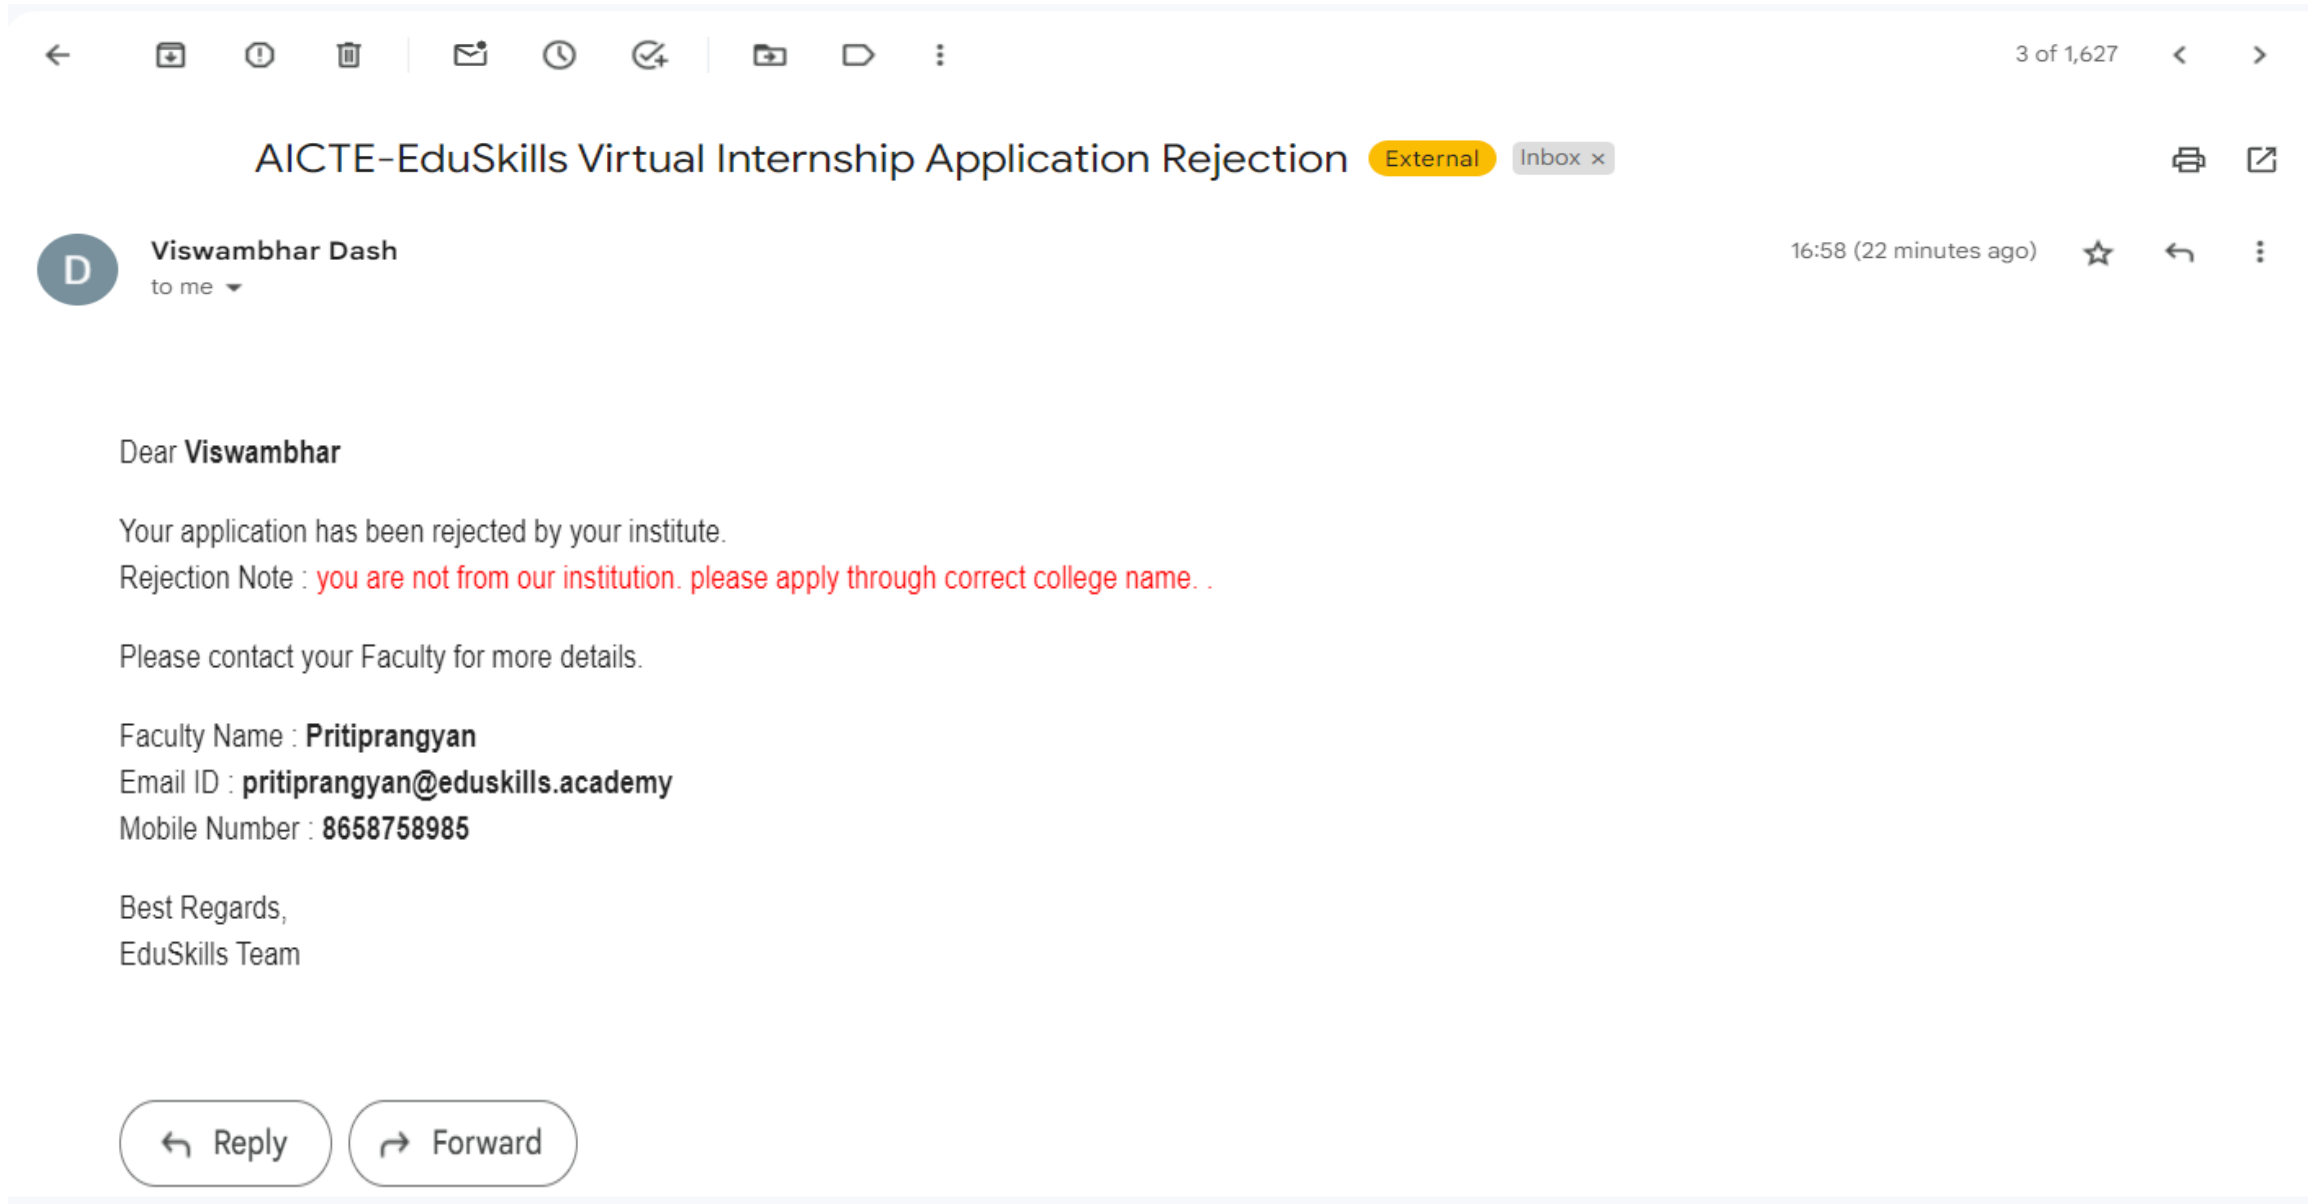 3 of 1,627
AICTE-EduSkills Virtual Internship Application Rejection External Inbox ×
D
Viswambhar Dash 16:58 (22 minutes ago)
to me
Dear Viswambhar
Your application has been rejected by your institute.
Rejection Note : you are not from our institution. please apply through correct college name. .
Please contact your Faculty for more details.
Faculty Name : Pritiprangyan
Email ID : pritiprangyan@eduskills.academy
Mobile Number : 8658758985
Best Regards,
EduSkills Team
Reply Forward